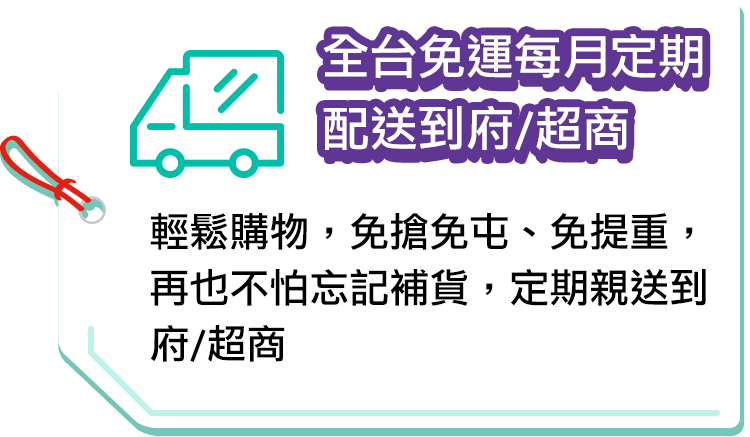 全台免運每月定期
配送到府/超商
輕鬆購物，免搶免屯、免提重，
再也不怕忘記補貨，定期親送到
府/超商